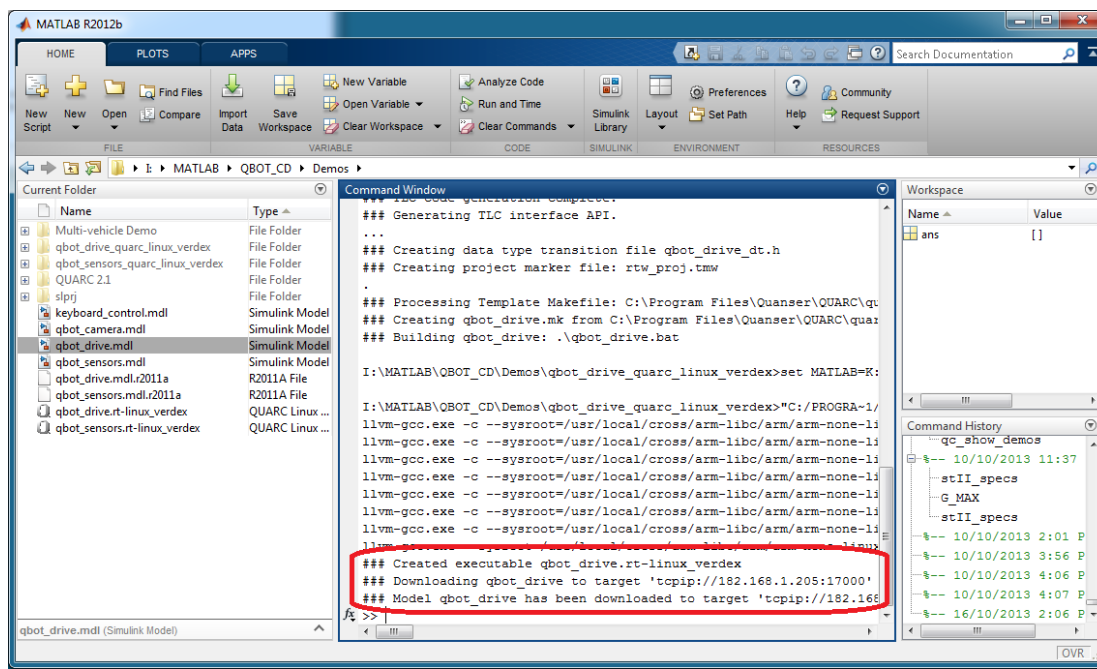 MATLAB R2012b
HOME PLOTS APPS
Search Documentation
New Script
New
Open
Find Files
Compare
Import Data
Save Workspace
New Variable
Open Variable
Clear Workspace
Analyze Code
Run and Time
Clear Commands
Simulink Library
Layout
Preferences
Set Path
Help
Community
Request Support
FILE VARIABLE CODE SIMULINK ENVIRONMENT RESOURCES
I: MATLAB QBOT_CD Demos
Current Folder
Name Type
Multi-vehicle Demo File Folder
qbot_drive_quarc_linux_verdex File Folder
qbot_sensors_quarc_linux_verdex File Folder
QUARC 2.1 File Folder
slprj File Folder
keyboard_control.mdl Simulink Model
qbot_camera.mdl Simulink Model
qbot_drive.mdl Simulink Model
qbot_sensors.mdl Simulink Model
qbot_drive.mdl.r2011a R2011A File
qbot_sensors.mdl.r2011a R2011A File
qbot_drive.rt-linux_verdex QUARC Linux ...
qbot_sensors.rt-linux_verdex QUARC Linux ...
qbot_drive.mdl (Simulink Model)
Command Window
### TLC code generation complete.
### Generating TLC interface API.
...
### Creating data type transition file qbot_drive_dt.h
### Creating project marker file: rtw_proj.tmw
.
### Processing Template Makefile: C:\Program Files\Quanser\QUARC\qu
### Creating qbot_drive.mk from C:\Program Files\Quanser\QUARC\quar
### Building qbot_drive: .\qbot_drive.bat
I:\MATLAB\QBOT_CD\Demos\qbot_drive_quarc_linux_verdex>set MATLAB=K:
I:\MATLAB\QBOT_CD\Demos\qbot_drive_quarc_linux_verdex>"C:/PROGRA~1/
llvm-gcc.exe -c --sysroot=/usr/local/cross/arm-libc/arm/arm-none-li
llvm-gcc.exe -c --sysroot=/usr/local/cross/arm-libc/arm/arm-none-li
llvm-gcc.exe -c --sysroot=/usr/local/cross/arm-libc/arm/arm-none-li
llvm-gcc.exe -c --sysroot=/usr/local/cross/arm-libc/arm/arm-none-li
llvm-gcc.exe -c --sysroot=/usr/local/cross/arm-libc/arm/arm-none-li
llvm-gcc.exe -c --sysroot=/usr/local/cross/arm-libc/arm/arm-none-li
llvm-gcc.exe --sysroot=/usr/local/cross/arm-libc/arm/arm-none-linux
### Created executable qbot_drive.rt-linux_verdex
### Downloading qbot_drive to target 'tcpip://182.168.1.205:17000'
### Model qbot_drive has been downloaded to target 'tcpip://182.168
fx >>
Workspace
Name Value
ans []
Command History
qc_show_demos
%-- 10/10/2013 11:37
stII_specs
G_MAX
stII_specs
%-- 10/10/2013 2:01 P
%-- 10/10/2013 3:56 P
%-- 10/10/2013 4:06 P
%-- 10/10/2013 4:07 P
%-- 16/10/2013 2:06 P
OVR